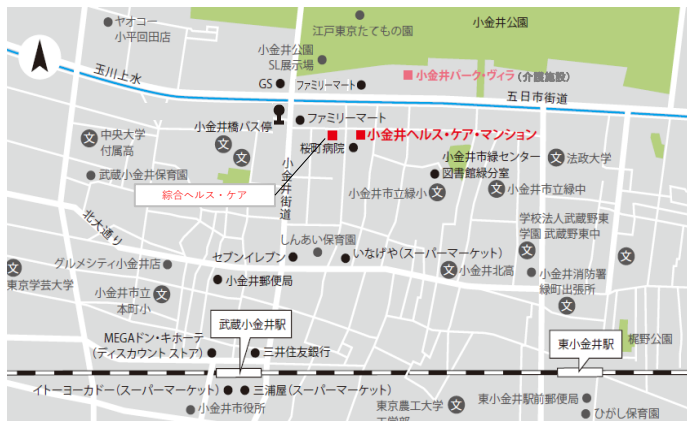 ヤオコー
小平回田店
江戸東京たてもの園
小金井公園
小金井公園
SL展示場
玉川上水
GS
ファミリーマート
小金井パーク・ヴィラ (介護施設)
五日市街道
小金井橋バス停
ファミリーマート
小金井ヘルス・ケア・マンション
桜町病院
文
中央大学
付属高
文
文
小金井市緑センター
図書館緑分室
文
法政大学
武蔵小金井保育園
綜合ヘルス・ケア
小金井街道
小金井市立緑小
文
文
小金井市立緑中
北大通り
学校法人武蔵野東
学園 武蔵野東中
文
文
しんあい保育園
セブンイレブン
いなげや(スーパーマーケット)
グルメシティ小金井店
文
東京学芸大学
小金井郵便局
文
小金井北高
小金井消防署
緑町出張所
文
小金井市立
本町小
文
武蔵小金井駅
東小金井駅
梶野公園
MEGAドン・キホーテ
(ディスカウント ストア)
三井住友銀行
イトーヨーカドー(スーパーマーケット)
三浦屋(スーパーマーケット)
小金井市役所
東京農工大学
工学部
文
東小金井駅前郵便局
ひがし保育園